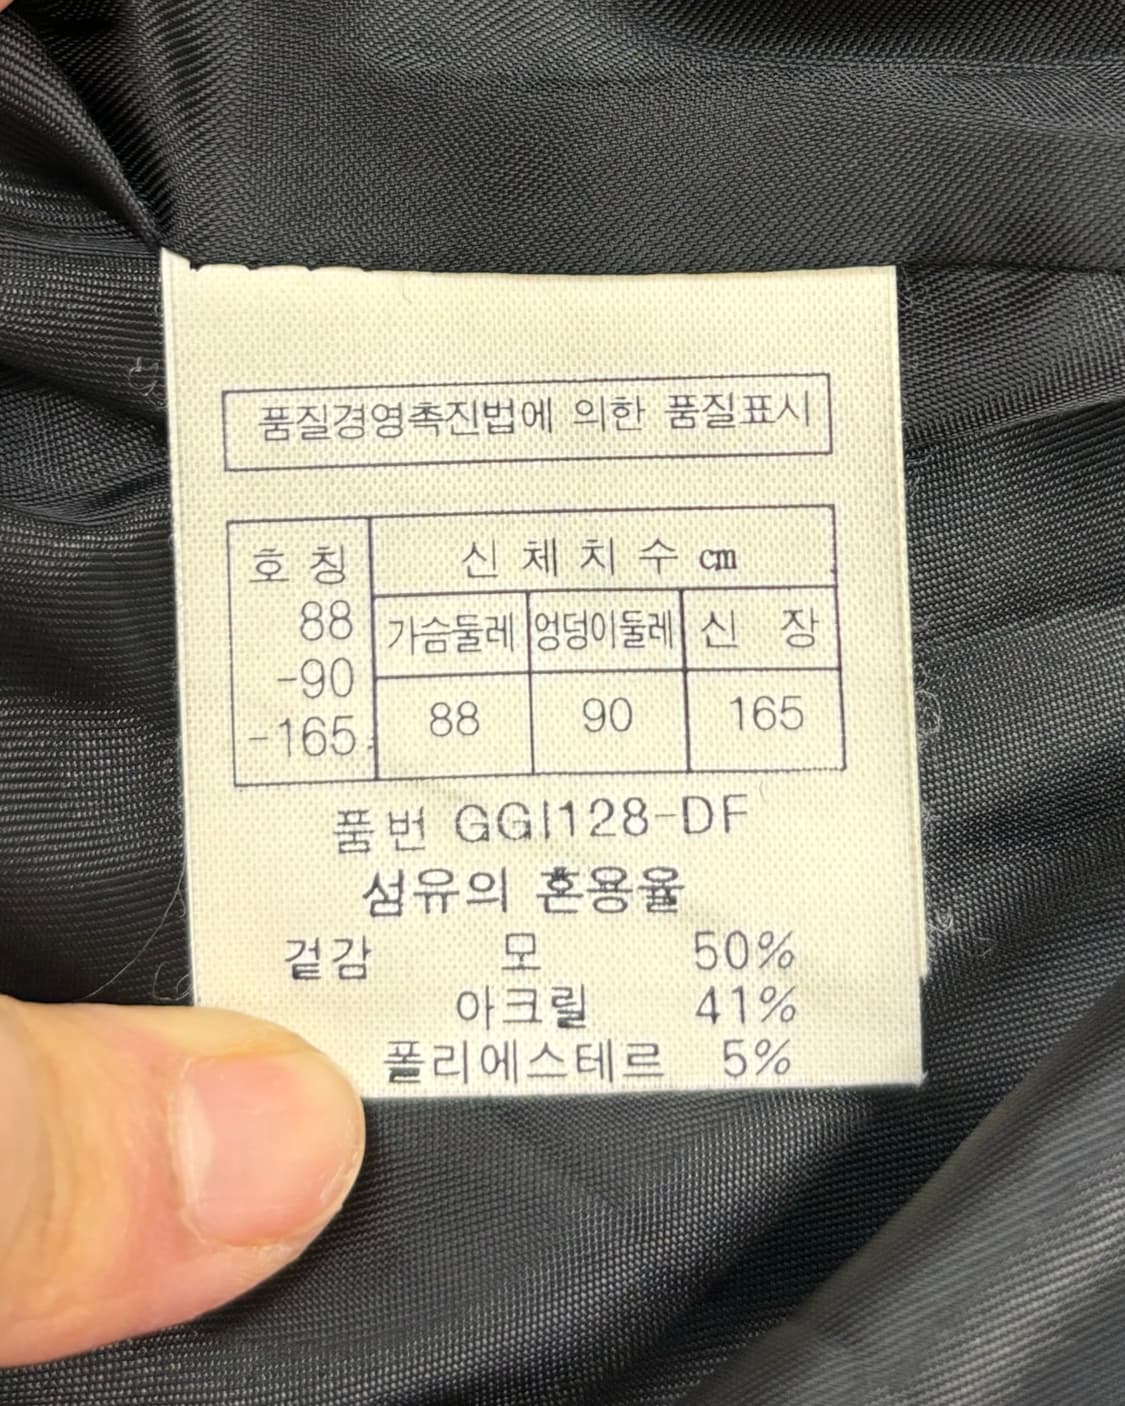 품질경영촉진법에 의한 품질표시
호 칭
88
-90
-165
신 체 치 수 ㎝
가슴둘레 엉덩이둘레 신 장
88 90 165
품번 GGI128-DF
섬유의 혼용율
겉감 모 50%
아크릴 41%
폴리에스테르 5%